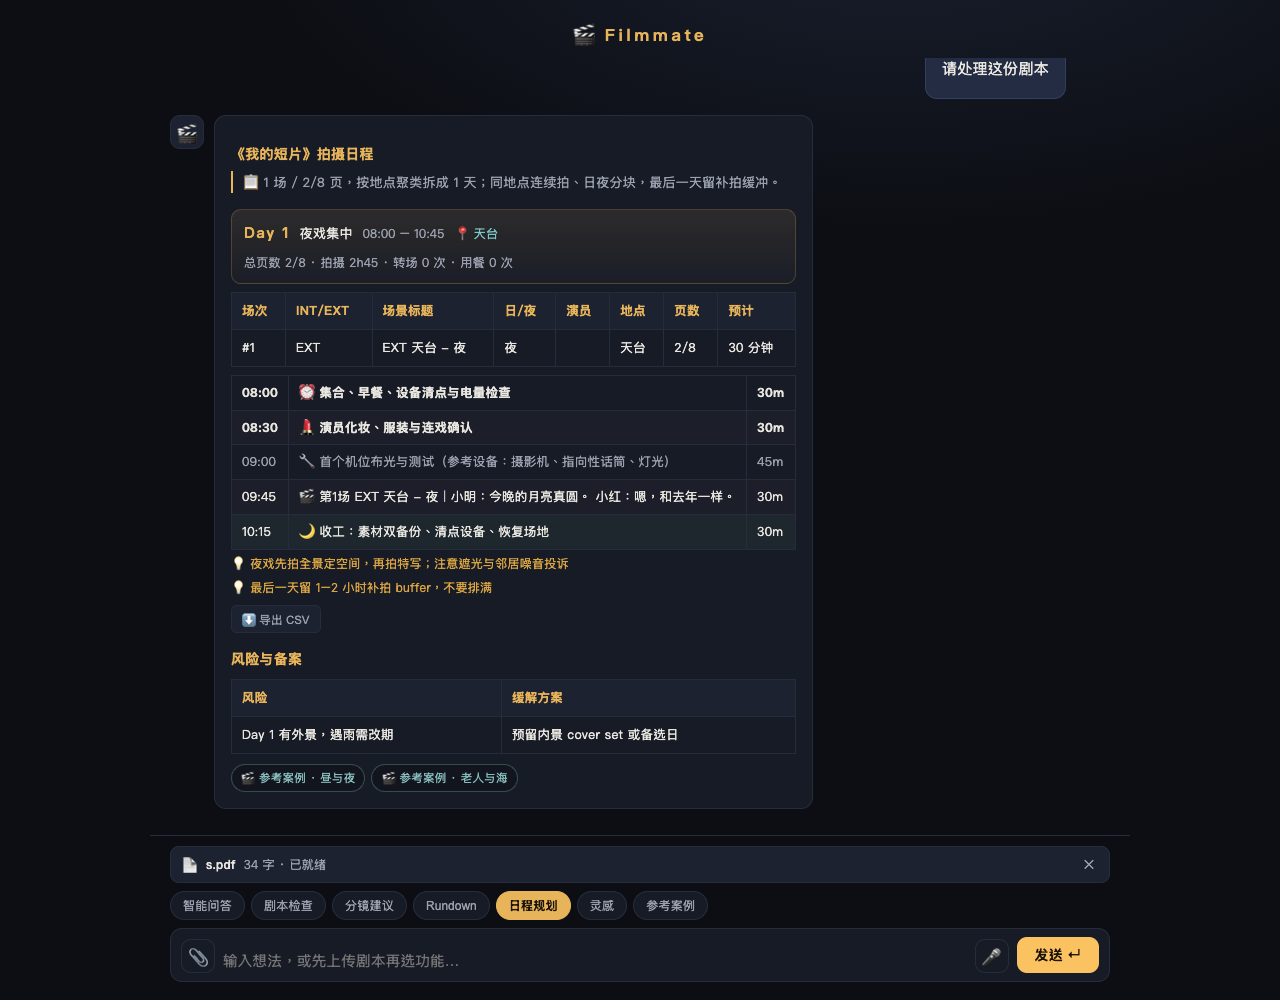 🎬 Filmmate
请处理这份剧本
《我的短片》拍摄日程
📋 1 场 / 2/8 页，按地点聚类拆成 1 天；同地点连续拍、日夜分块，最后一天留补拍缓冲。
Day 1 夜戏集中 08:00 — 10:45 📍 天台
总页数 2/8 · 拍摄 2h45 · 转场 0 次 · 用餐 0 次
场次 INT/EXT 场景标题 日/夜 演员 地点 页数 预计
#1 EXT EXT 天台 – 夜 夜 天台 2/8 30 分钟
08:00 ⏰ 集合、早餐、设备清点与电量检查 30m
08:30 💄 演员化妆、服装与连戏确认 30m
09:00 🔧 首个机位布光与测试（参考设备：摄影机、指向性话筒、灯光） 45m
09:45 🎬 第1场 EXT 天台 – 夜｜小明：今晚的月亮真圆。 小红：嗯，和去年一样。 30m
10:15 🌙 收工：素材双备份、清点设备、恢复场地 30m
💡 夜戏先拍全景定空间，再拍特写；注意遮光与邻居噪音投诉
💡 最后一天留 1–2 小时补拍 buffer，不要排满
⬇️ 导出 CSV
风险与备案
风险 缓解方案
Day 1 有外景，遇雨需改期 预留内景 cover set 或备选日
🎬 参考案例 · 昼与夜 🎬 参考案例 · 老人与海
📄 s.pdf 34 字 · 已就绪 ×
智能问答 剧本检查 分镜建议 Rundown 日程规划 灵感 参考案例
📎 输入想法，或先上传剧本再选功能… 🎤 发送 ↵